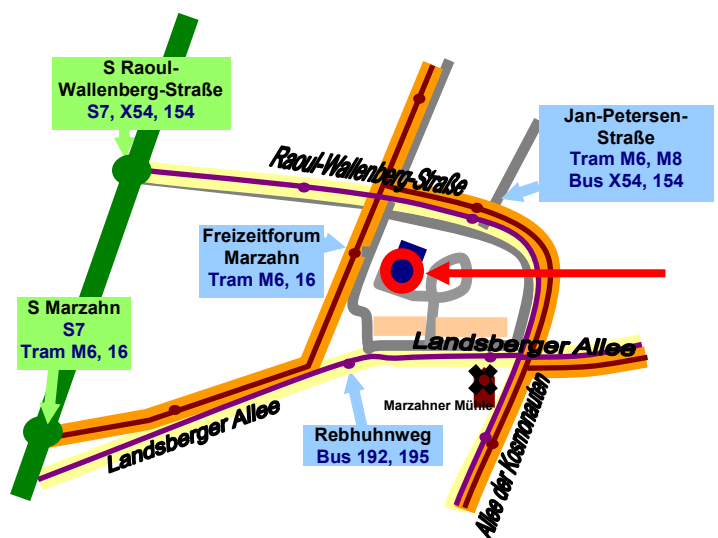 S Raoul-
Wallenberg-Straße
S7, X54, 154
Jan-Petersen-
Straße
Tram M6, M8
Bus X54, 154
Raoul-Wallenberg-Straße
Freizeitforum
Marzahn
Tram M6, 16
S Marzahn
S7
Tram M6, 16
Landsberger Allee
Marzahner Mühle
Landsberger Allee
Rebhuhnweg
Bus 192, 195
Allee der Kosmonauten